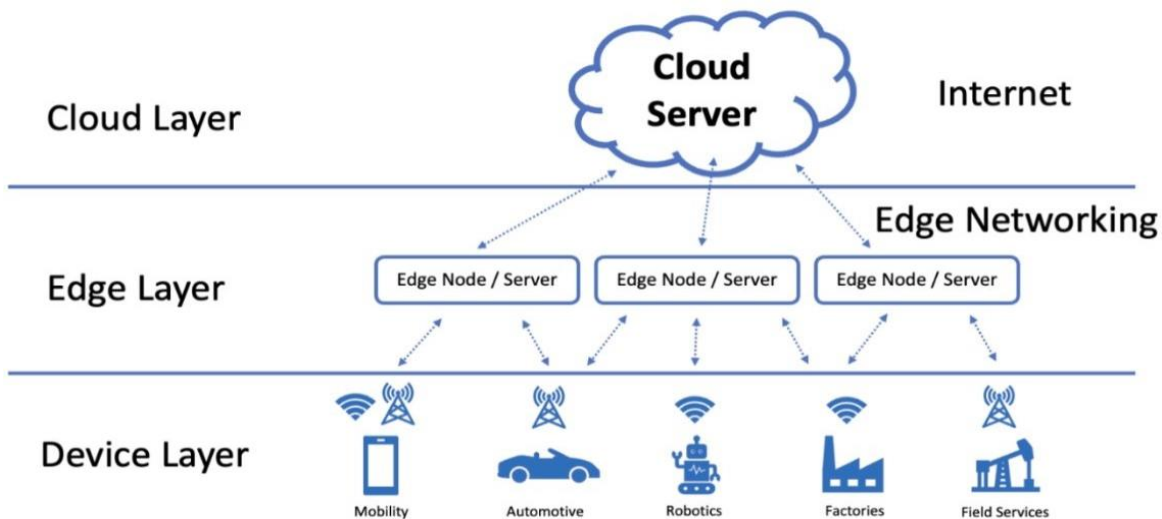 Cloud
Server
Internet
Cloud Layer
Edge Networking
Edge Layer
Edge Node / Server
Edge Node / Server
Edge Node / Server
Device Layer
Mobility
Automotive
Robotics
Factories
Field Services